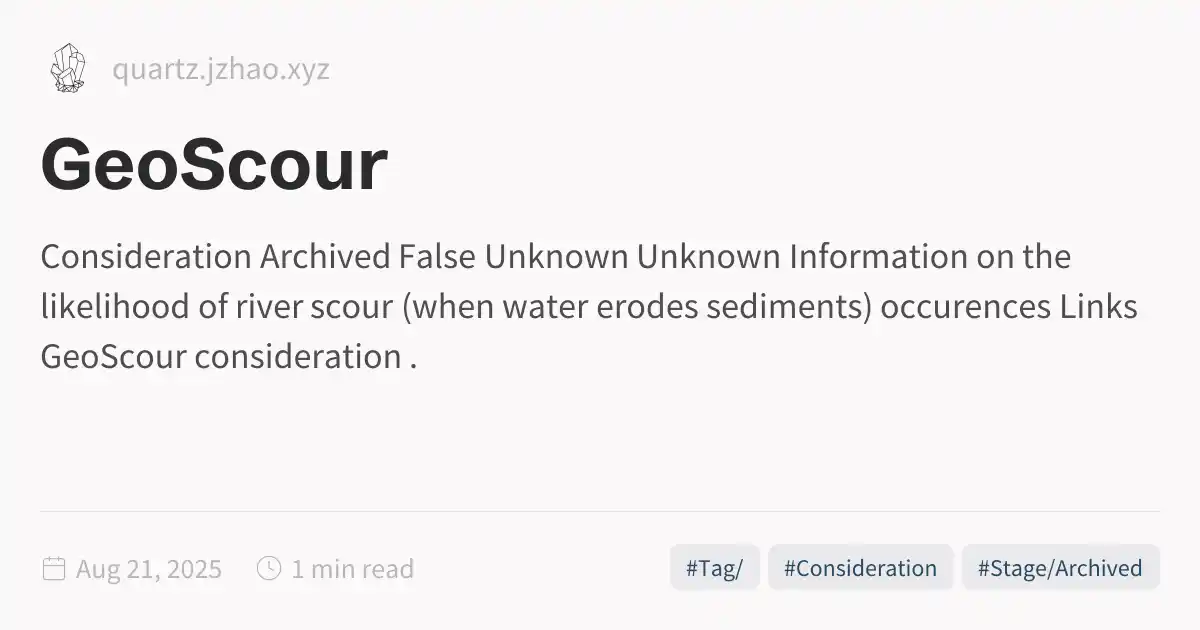 quartz.jzhao.xyz
GeoScour
Consideration Archived False Unknown Unknown Information on the
likelihood of river scour (when water erodes sediments) occurences Links
GeoScour consideration .
Aug 21, 2025 1 min read #Tag/ #Consideration #Stage/Archived